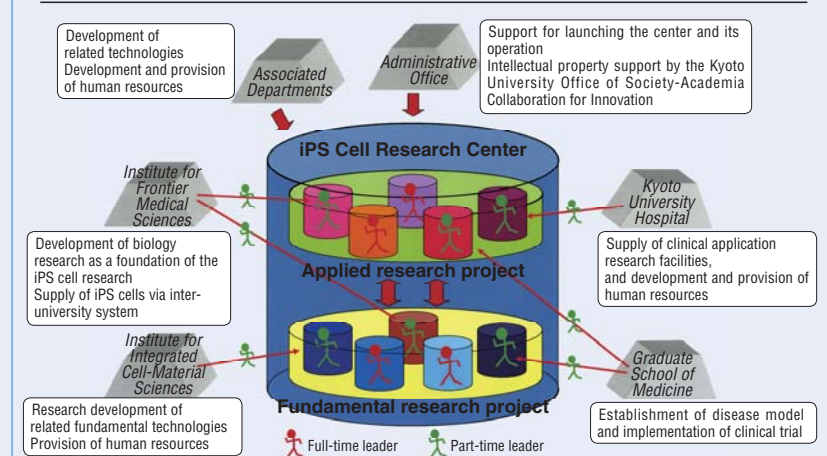 Development of
related technologies
Development and provision
of human resources
Associated
Departments
Administrative
Office
Support for launching the center and its
operation
Intellectual property support by the Kyoto
University Office of Society-Academia
Collaboration for Innovation
iPS Cell Research Center
Institute for
Frontier
Medical
Sciences
Kyoto
University
Hospital
Development of biology
research as a foundation of the
iPS cell research
Supply of iPS cells via inter-
university system
Applied research project
Supply of clinical application
research facilities,
and development and provision of
human resources
Institute for
Integrated
Cell-Material
Sciences
Graduate
School of
Medicine
Research development of
related fundamental technologies
Provision of human resources
Fundamental research project
Establishment of disease model
and implementation of clinical trial
Full-time leader
Part-time leader